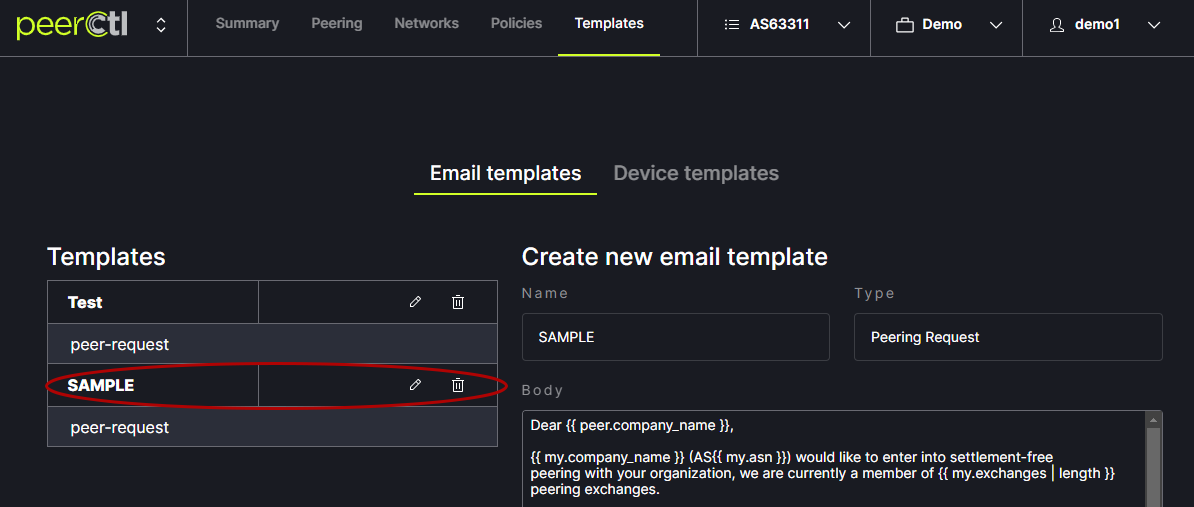 peerCtl
Summary
Peering
Networks
Policies
Templates
AS63311
Demo
demo1
Email templates
Device templates
Templates
Test
peer-request
SAMPLE
peer-request
Create new email template
Name
Type
SAMPLE
Peering Request
Body
Dear {{ peer.company_name }},
{{ my.company_name }} (AS{{ my.asn }}) would like to enter into settlement-free
peering with your organization, we are currently a member of {{ my.exchanges | length }}
peering exchanges.